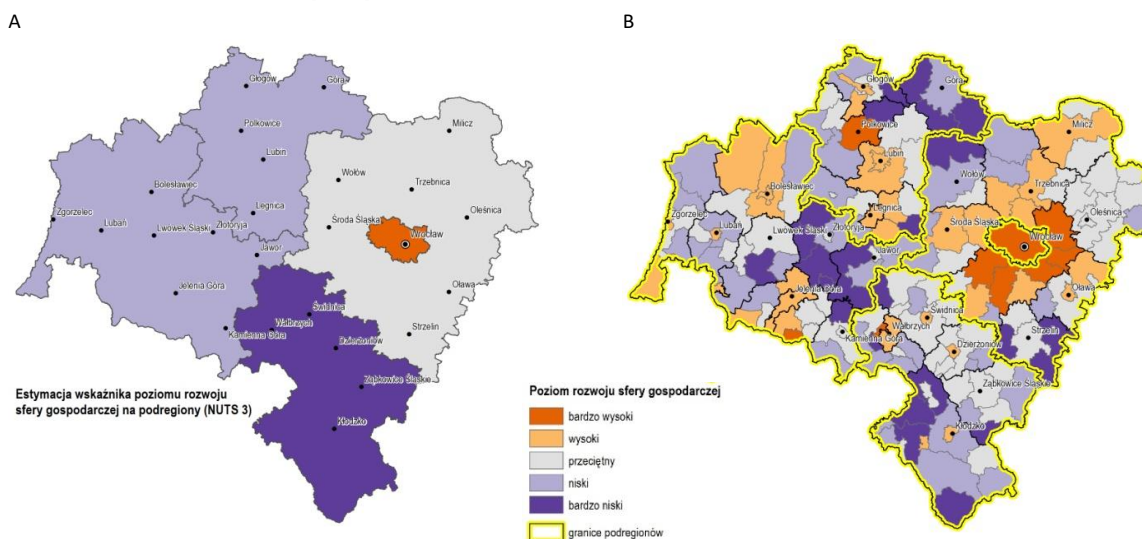 A
B
Głogów
Góra
Milicz
Polkowice
Lubin
Wołów
Trzebnica
Bolesławiec
Legnica
Oleśnica
Zgorzelec
Lubań
Lwówek Śląski
Złotoryja
Środa Śląska
Wrocław
Jawor
Jelenia Góra
Oława
Świdnica
Kamienna Góra
Wałbrzych
Strzelin
Dzierżoniów
Ząbkowice Śląskie
Kłodzko
Estymacja wskaźnika poziomu rozwoju
sfery gospodarczej na podregiony (NUTS 3)
Głogów
Góra
Milicz
Polkowice
Lubin
Wołów
Trzebnica
Bolesławiec
Legnica
Oleśnica
Zgorzelec
Lubań
Lwówek Śląski
Złotoryja
Środa Śląska
Wrocław
Jawor
Jelenia Góra
Oława
Świdnica
Kamienna Góra
Wałbrzych
Strzelin
Dzierżoniów
Ząbkowice Śląskie
Kłodzko
Poziom rozwoju sfery gospodarczej
bardzo wysoki
wysoki
przeciętny
niski
bardzo niski
granice podregionów